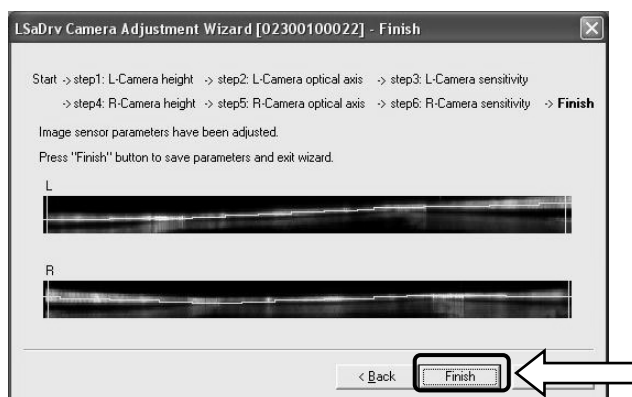 LSaDrv Camera Adjustment Wizard [02300100022] - Finish
Start -> step1: L-Camera height -> step2: L-Camera optical axis -> step3: L-Camera sensitivity
-> step4: R-Camera height -> step5: R-Camera optical axis -> step6: R-Camera sensitivity -> Finish
Image sensor parameters have been adjusted.
Press "Finish" button to save parameters and exit wizard.
L
R
< Back Finish